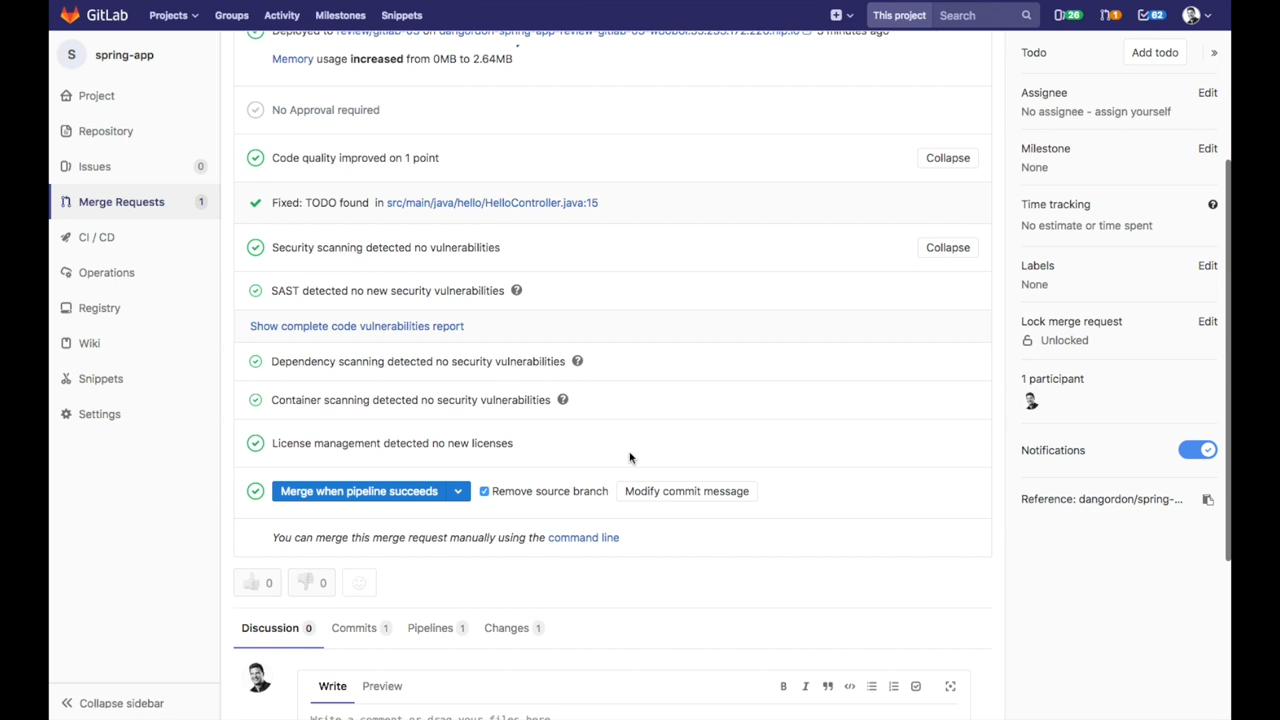 GitLab Projects Groups Activity Milestones Snippets This project Search 26 1 62
S spring-app
Project
Repository
Issues 0
Merge Requests 1
CI / CD
Operations
Registry
Wiki
Snippets
Settings
Collapse sidebar
Memory usage increased from 0MB to 2.64MB
No Approval required
Code quality improved on 1 point Collapse
Fixed: TODO found in src/main/java/hello/HelloController.java:15
Security scanning detected no vulnerabilities Collapse
SAST detected no new security vulnerabilities
Show complete code vulnerabilities report
Dependency scanning detected no security vulnerabilities
Container scanning detected no security vulnerabilities
License management detected no new licenses
Merge when pipeline succeeds Remove source branch Modify commit message
You can merge this merge request manually using the command line
0 0
Discussion 0 Commits 1 Pipelines 1 Changes 1
Write Preview
Write a comment or drag your files here
Todo Add todo
Assignee Edit
No assignee - assign yourself
Milestone Edit
None
Time tracking
No estimate or time spent
Labels Edit
None
Lock merge request Edit
Unlocked
1 participant
Notifications
Reference: dangordon/spring-...